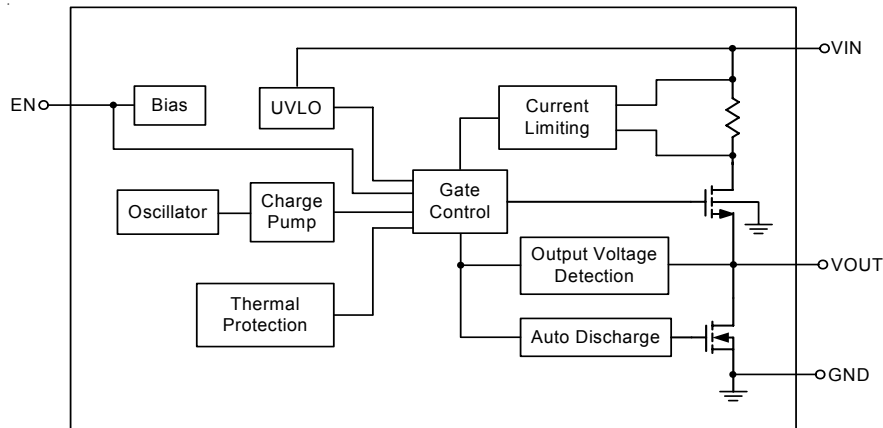 VIN
EN
Bias
UVLO
Current
Limiting
Gate
Control
Oscillator
Charge
Pump
Output Voltage
Detection
VOUT
Thermal
Protection
Auto Discharge
GND